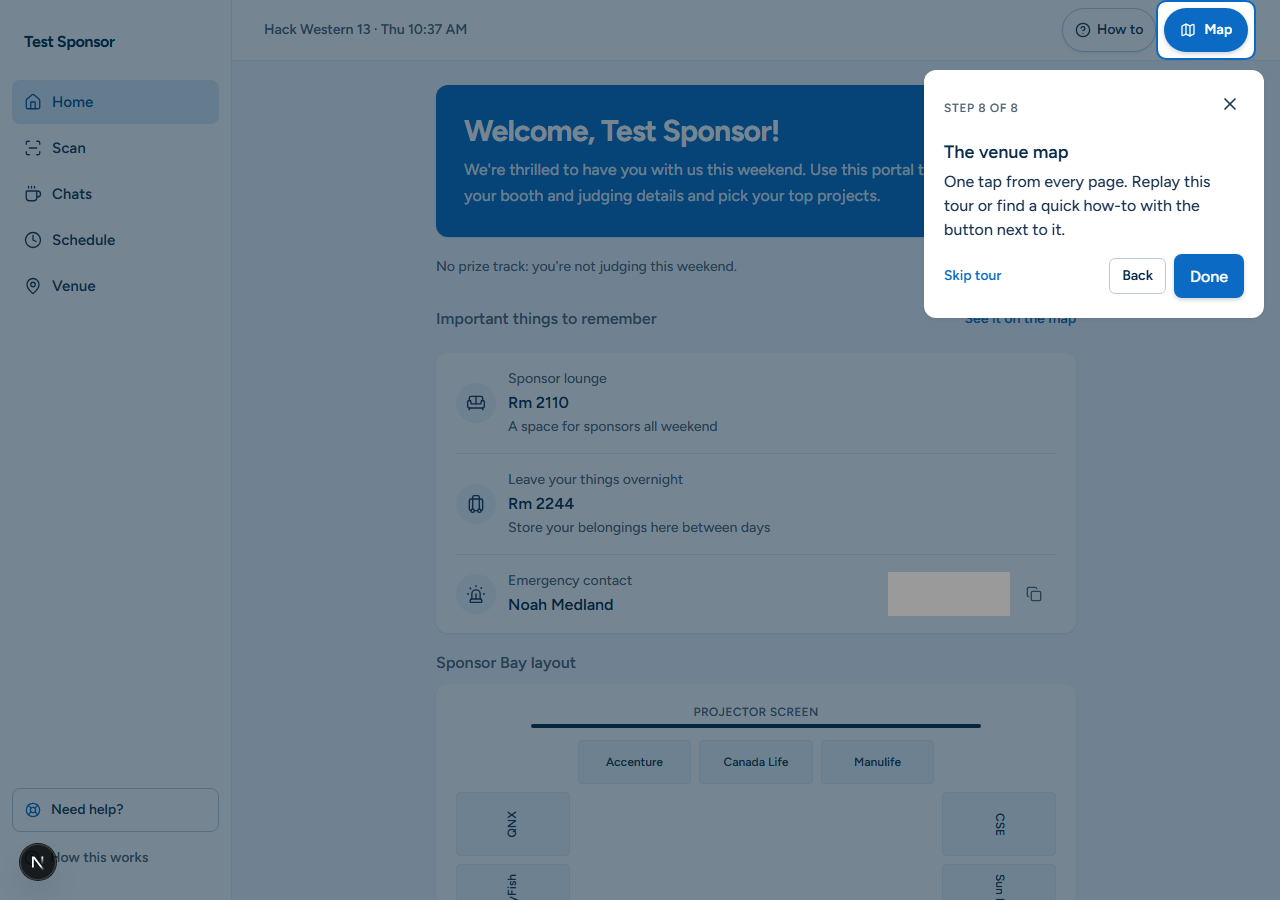 Test Sponsor
Hack Western 13 · Thu 10:37 AM
How to
Map
Home
Scan
Chats
Schedule
Venue
Welcome, Test Sponsor!
We're thrilled to have you with us this weekend. Use this portal t
your booth and judging details and pick your top projects.
STEP 8 OF 8
The venue map
One tap from every page. Replay this
tour or find a quick how-to with the
button next to it.
Skip tour
Back
Done
No prize track: you're not judging this weekend.
Important things to remember
See it on the map
Sponsor lounge
Rm 2110
A space for sponsors all weekend
Leave your things overnight
Rm 2244
Store your belongings here between days
Emergency contact
Noah Medland
Sponsor Bay layout
PROJECTOR SCREEN
Accenture
Canada Life
Manulife
QNX
CSE
yFish
Sun
Need help?
N
How this works